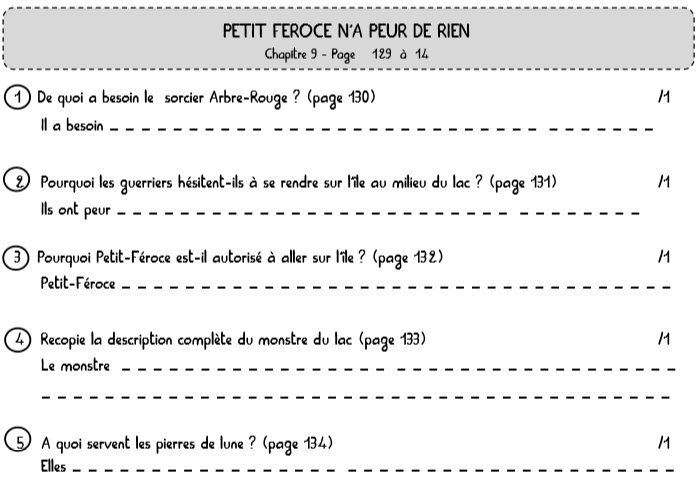 PETIT FEROCE N'A PEUR DE RIEN
Chapitre 9 - Page 129 à 14
1 De quoi a besoin le sorcier Arbre-Rouge ? (page 130) /1
Il a besoin _ _ _ _ _ _ _ _ _ _ _ _ _ _ _ _ _ _ _ _ _ _ _ _ _ _ _ _ _ _ _ _ _ _
2 Pourquoi les guerriers hésitent-ils à se rendre sur l'île au milieu du lac ? (page 131) /1
Ils ont peur _ _ _ _ _ _ _ _ _ _ _ _ _ _ _ _ _ _ _ _ _ _ _ _ _ _ _ _ _ _ _ _ _
3 Pourquoi Petit-Féroce est-il autorisé à aller sur l'île ? (page 132) /1
Petit-Féroce _ _ _ _ _ _ _ _ _ _ _ _ _ _ _ _ _ _ _ _ _ _ _ _ _ _ _ _ _ _ _ _ _ _
4 Recopie la description complète du monstre du lac (page 133) /1
Le monstre _ _ _ _ _ _ _ _ _ _ _ _ _ _ _ _ _ _ _ _ _ _ _ _ _ _ _ _ _ _ _ _ _ _
_ _ _ _ _ _ _ _ _ _ _ _ _ _ _ _ _ _ _ _ _ _ _ _ _ _ _ _ _ _ _ _ _ _ _ _ _ _ _
5 A quoi servent les pierres de lune ? (page 134) /1
Elles _ _ _ _ _ _ _ _ _ _ _ _ _ _ _ _ _ _ _ _ _ _ _ _ _ _ _ _ _ _ _ _ _ _ _ _ _